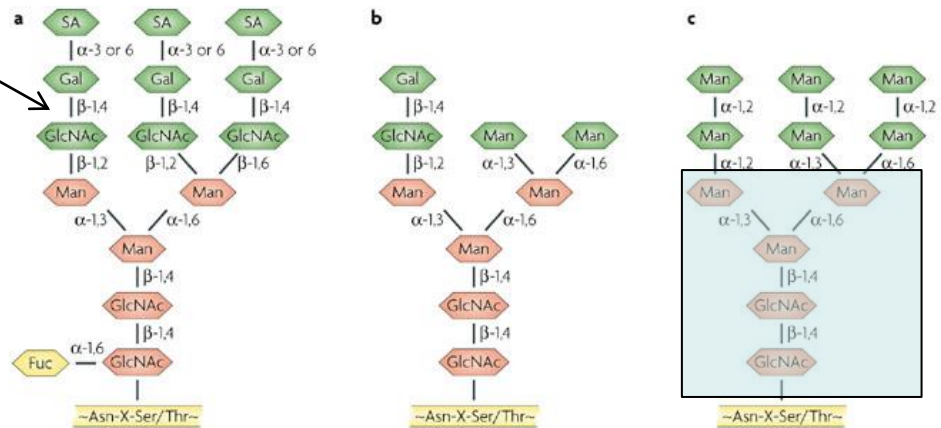 a
SA SA SA
α-3 or 6 α-3 or 6 α-3 or 6
Gal Gal Gal
β-1,4 β-1,4 β-1,4
GlcNAc GlcNAc GlcNAc
β-1,2 β-1,2 β-1,6
Man Man
α-1,3 α-1,6
Man
β-1,4
GlcNAc
β-1,4
Fuc α-1,6 GlcNAc
~Asn-X-Ser/Thr~
b
Gal
β-1,4
GlcNAc Man Man
β-1,2 α-1,3 α-1,6
Man Man
α-1,3 α-1,6
Man
β-1,4
GlcNAc
β-1,4
GlcNAc
~Asn-X-Ser/Thr~
c
Man Man Man
α-1,2 α-1,2 α-1,2
Man Man Man
α-1,2 α-1,3 α-1,6
Man Man
α-1,3 α-1,6
Man
β-1,4
GlcNAc
β-1,4
GlcNAc
~Asn-X-Ser/Thr~